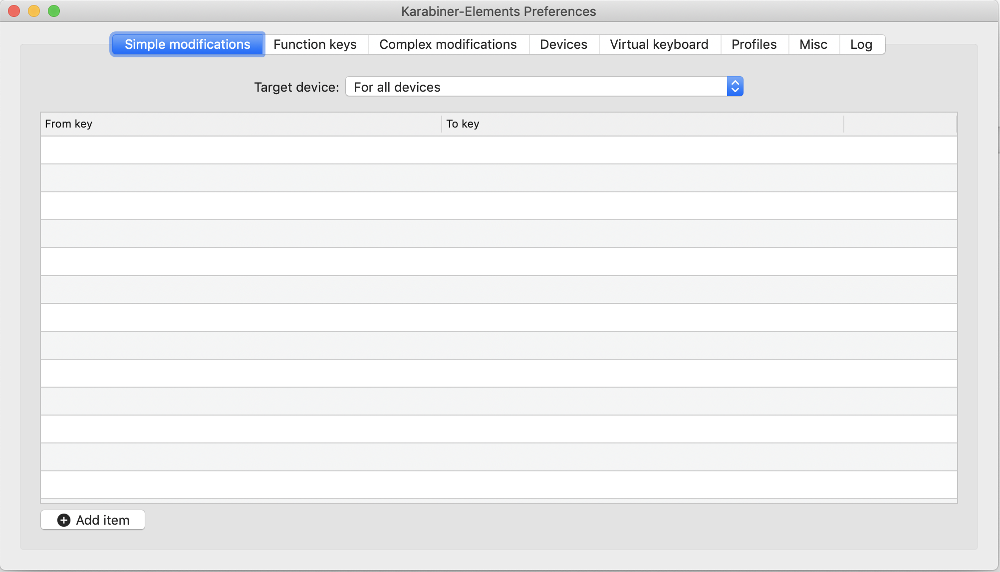 Karabiner-Elements Preferences
Simple modifications Function keys Complex modifications Devices Virtual keyboard Profiles Misc Log
Target device: For all devices
From key To key
Add item